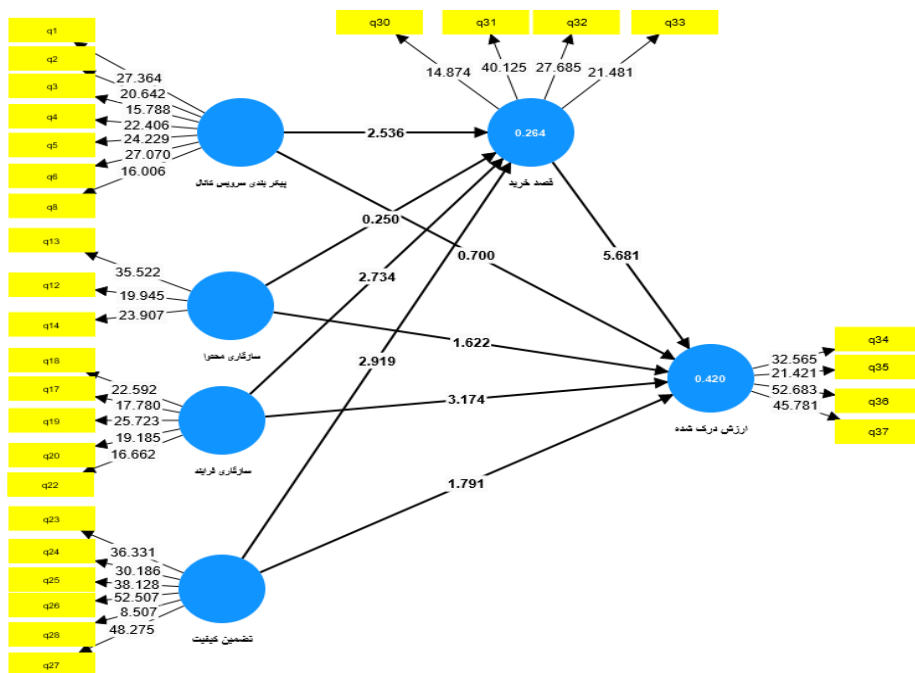 q1
q2
q3
q4
q5
q6
q8
27.364
20.642
15.788
22.406
24.229
27.070
16.006
پیکر بندی سرویس کانال
q13
q12
q14
35.522
19.945
23.907
سازگاری محتوا
q18
q17
q19
q20
q22
22.592
17.780
25.723
19.185
16.662
سازگاری فرایند
q23
q24
q25
q26
q28
q27
36.331
30.186
38.128
52.507
8.507
48.275
تضمین کیفیت
q30
q31
q32
q33
14.874
40.125
27.685
21.481
0.264
قصد خرید
2.536
0.250
0.700
2.734
5.681
2.919
1.622
3.174
1.791
0.420
ارزش درک شده
32.565
21.421
52.683
45.781
q34
q35
q36
q37